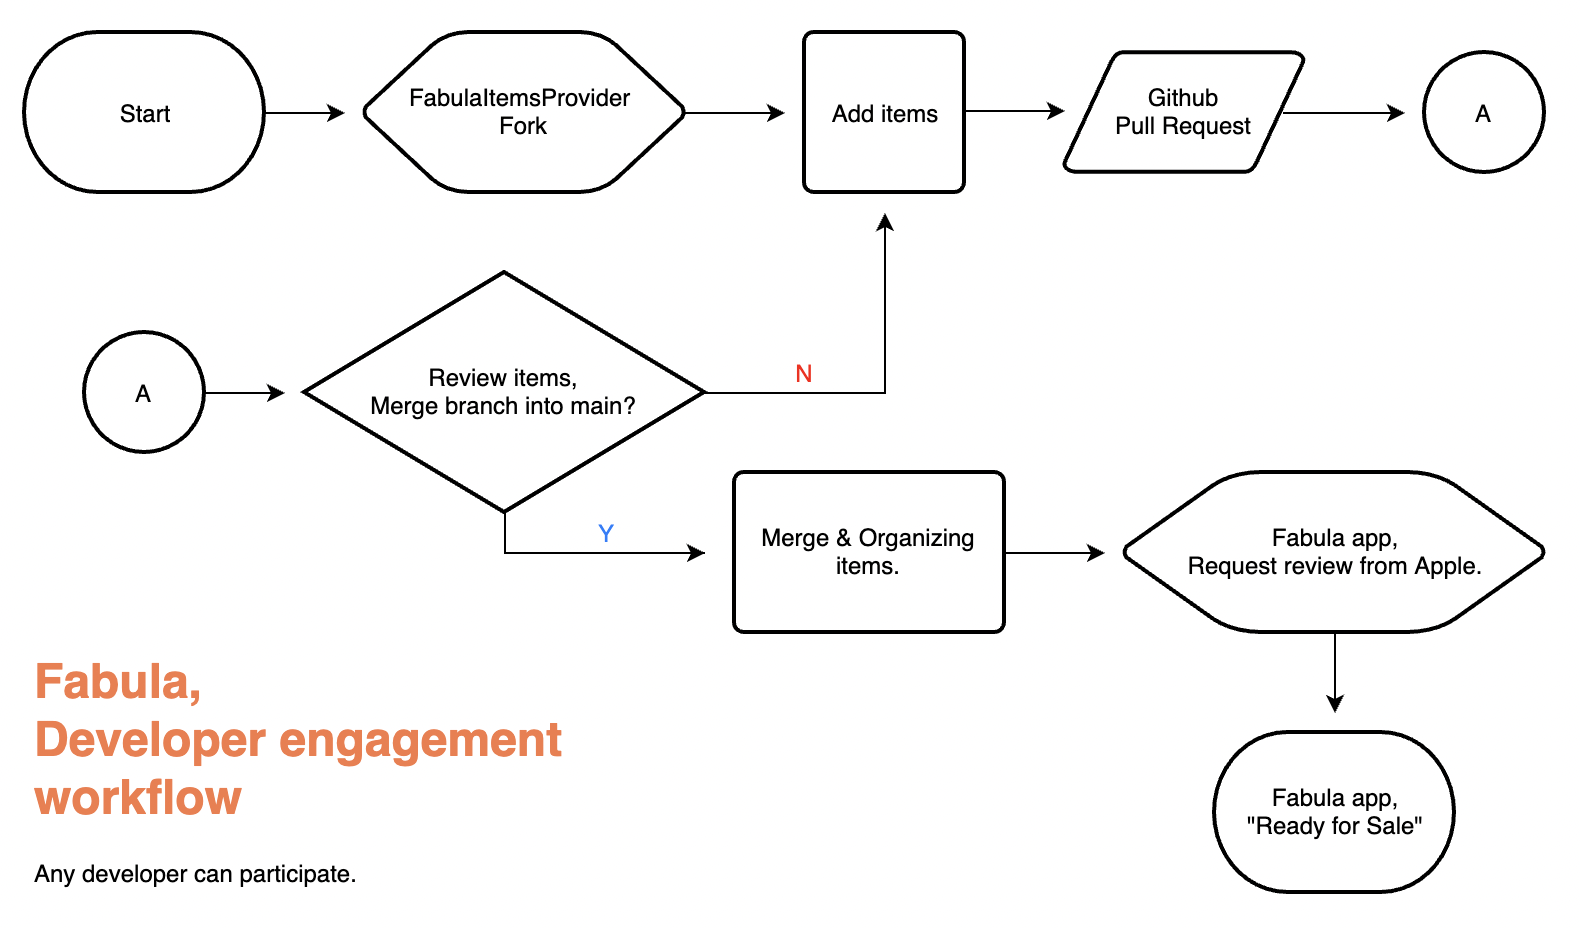 Start
FabulaItemsProvider
Fork
Add items
Github
Pull Request
A
A
Review items,
Merge branch into main?
N
Y
Merge & Organizing
items.
Fabula app,
Request review from Apple.
Fabula app,
"Ready for Sale"
Fabula,
Developer engagement
workflow
Any developer can participate.